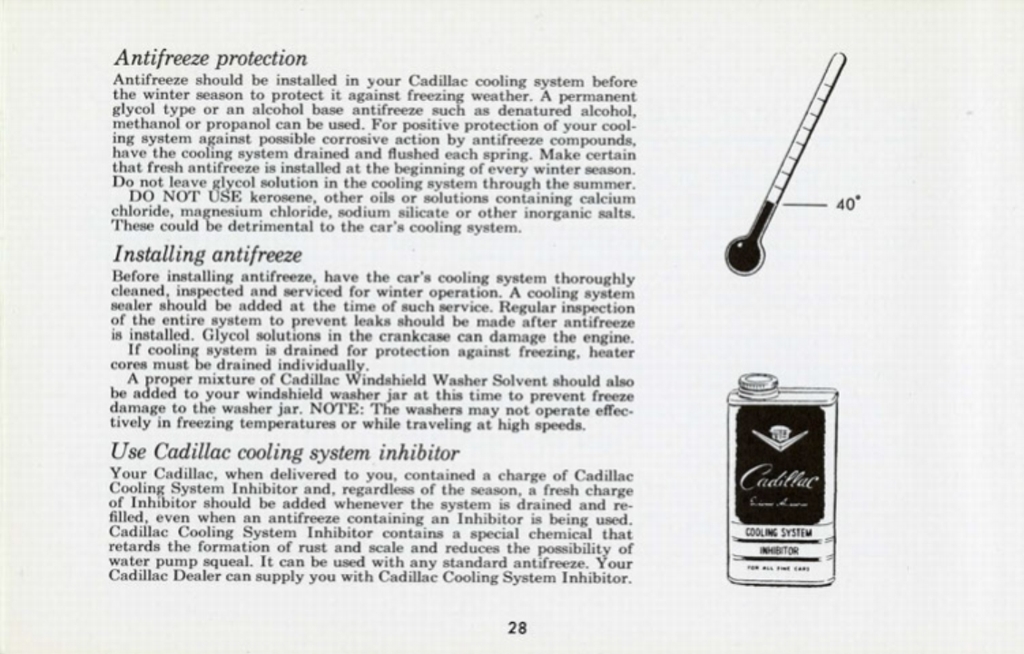 Antifreeze protection
Antifreeze should be installed in your Cadillac cooling system before
the winter season to protect it against freezing weather. A permanent
glycol type or an alcohol base antifreeze such as denatured alcohol,
methanol or propanol can be used. For positive protection of your cool-
ing system against possible corrosive action by antifreeze compounds,
have the cooling system drained and flushed each spring. Make certain
that fresh antifreeze is installed at the beginning of every winter season.
Do not leave glycol solution in the cooling system through the summer.
DO NOT USE kerosene, other oils or solutions containing calcium
chloride, magnesium chloride, sodium silicate or other inorganic salts.
These could be detrimental to the car's cooling system.
Installing antifreeze
Before installing antifreeze, have the car's cooling system thoroughly
cleaned, inspected and serviced for winter operation. A cooling system
sealer should be added at the time of such service. Regular inspection
of the entire system to prevent leaks should be made after antifreeze
is installed. Glycol solutions in the crankcase can damage the engine.
If cooling system is drained for protection against freezing, heater
cores must be drained individually.
A proper mixture of Cadillac Windshield Washer Solvent should also
be added to your windshield washer jar at this time to prevent freeze
damage to the washer jar. NOTE: The washers may not operate effec-
tively in freezing temperatures or while traveling at high speeds.
Use Cadillac cooling system inhibitor
Your Cadillac, when delivered to you, contained a charge of Cadillac
Cooling System Inhibitor and, regardless of the season, a fresh charge
of Inhibitor should be added whenever the system is drained and re-
filled, even when an antifreeze containing an Inhibitor is being used.
Cadillac Cooling System Inhibitor contains a special chemical that
retards the formation of rust and scale and reduces the possibility of
water pump squeal. It can be used with any standard antifreeze. Your
Cadillac Dealer can supply you with Cadillac Cooling System Inhibitor.
40°
Cadillac
COOLING SYSTEM
INHIBITOR
FOR ALL FINE CARS
28